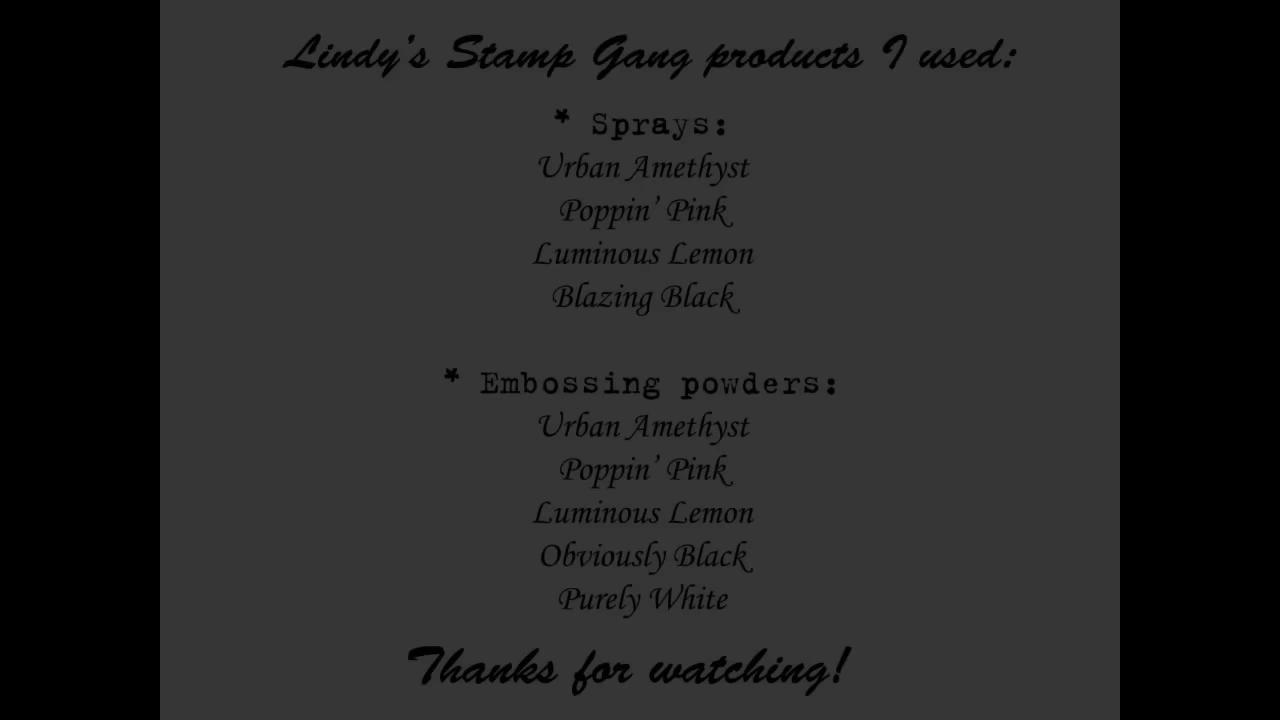 Lindy's Stamp Gang products I used:
* Sprays:
Urban Amethyst
Poppin' Pink
Luminous Lemon
Blazing Black
* Embossing powders:
Urban Amethyst
Poppin' Pink
Luminous Lemon
Obviously Black
Purely White
Thanks for watching!